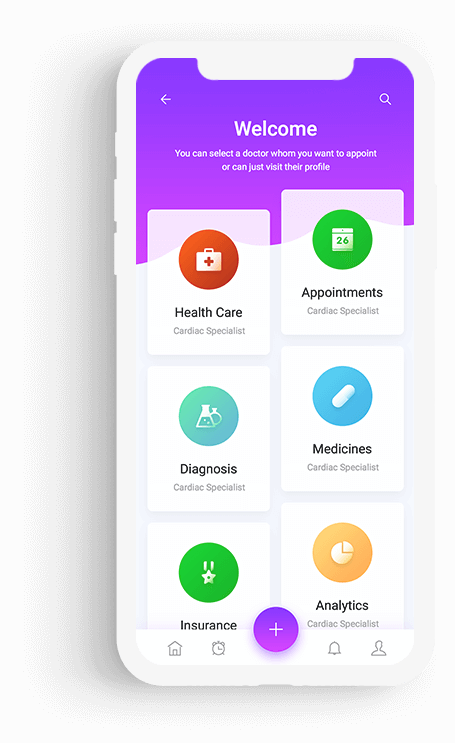 Welcome
You can select a doctor whom you want to appoint
or can just visit their profile
Health Care
Cardiac Specialist
26
Appointments
Cardiac Specialist
Diagnosis
Cardiac Specialist
Medicines
Cardiac Specialist
Insurance
Analytics
Cardiac Specialist